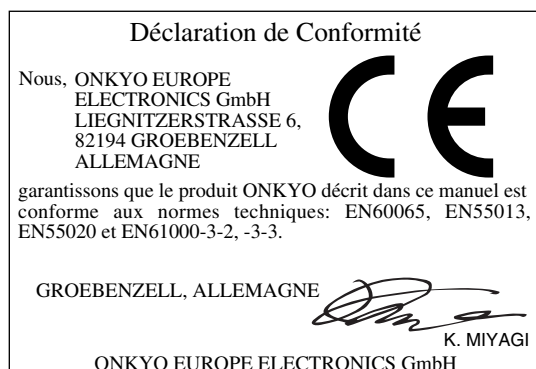 Déclaration de Conformité
Nous, ONKYO EUROPE
ELECTRONICS GmbH
LIEGNITZERSTRASSE 6,
82194 GROEBENZELL
ALLEMAGNE
CE
garantissons que le produit ONKYO décrit dans ce manuel est
conforme aux normes techniques: EN60065, EN55013,
EN55020 et EN61000-3-2, -3-3.
GROEBENZELL, ALLEMAGNE
K. MIYAGI
ONKYO EUROPE ELECTRONICS GmbH